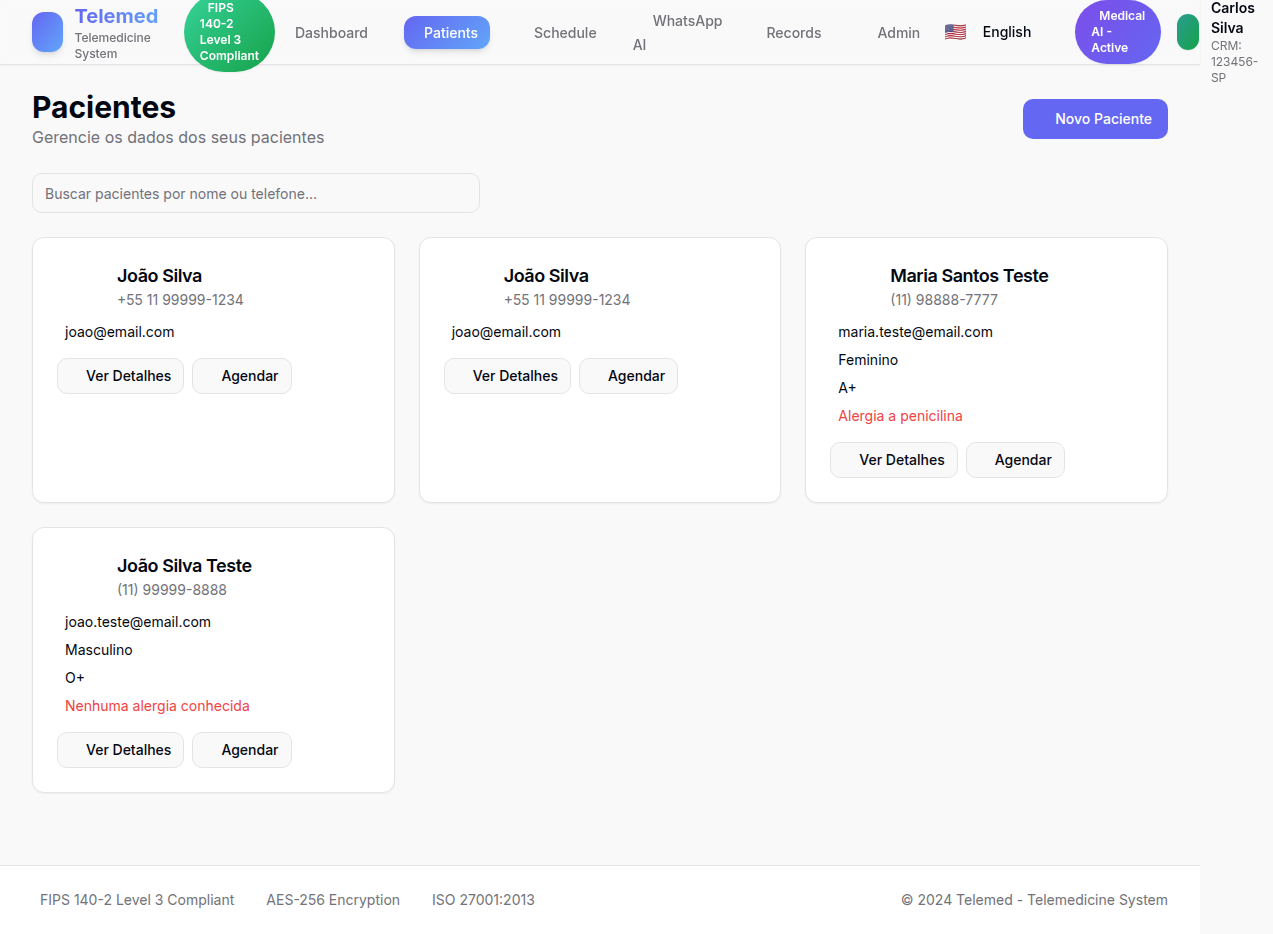 Telemed
Telemedicine
System
FIPS
140-2
Level 3
Compliant
Dashboard
Patients
Schedule
WhatsApp
AI
Records
Admin
🇺🇸 English
Medical
AI -
Active
Carlos
Silva
CRM:
123456-
SP
Pacientes
Gerencie os dados dos seus pacientes
Novo Paciente
Buscar pacientes por nome ou telefone...
João Silva
+55 11 99999-1234
joao@email.com
Ver Detalhes
Agendar
João Silva
+55 11 99999-1234
joao@email.com
Ver Detalhes
Agendar
Maria Santos Teste
(11) 98888-7777
maria.teste@email.com
Feminino
A+
Alergia a penicilina
Ver Detalhes
Agendar
João Silva Teste
(11) 99999-8888
joao.teste@email.com
Masculino
O+
Nenhuma alergia conhecida
Ver Detalhes
Agendar
FIPS 140-2 Level 3 Compliant
AES-256 Encryption
ISO 27001:2013
© 2024 Telemed - Telemedicine System